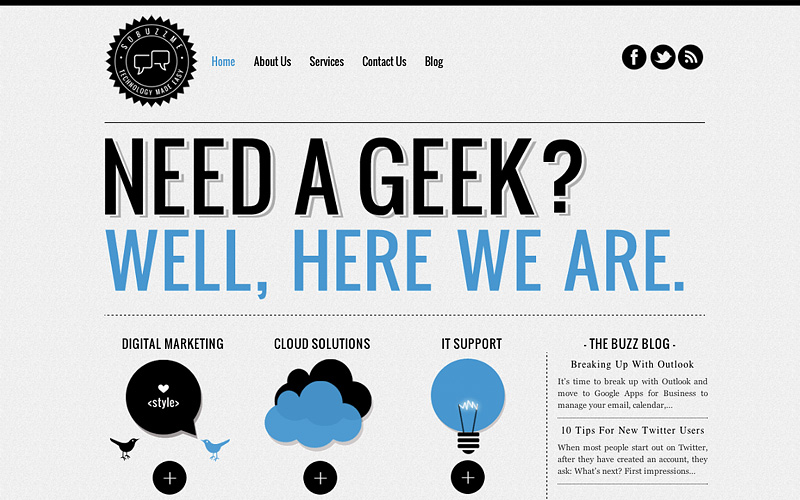 SOBUZZME
TECHNOLOGY MADE EASY
Home About Us Services Contact Us Blog
NEED A GEEK?
WELL, HERE WE ARE.
DIGITAL MARKETING
<style>
CLOUD SOLUTIONS
IT SUPPORT
- THE BUZZ BLOG -
Breaking Up With Outlook
It's time to break up with Outlook and
move to Google Apps for Business to
manage your email, calendar,...
10 Tips For New Twitter Users
When most people start out on Twitter,
after they have created an account, they
ask: What's next? First impressions...